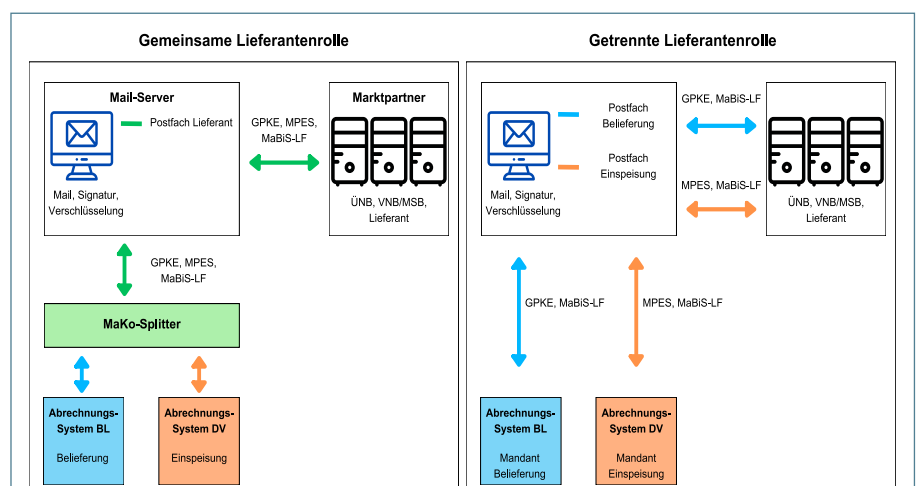 Gemeinsame Lieferantenrolle
Mail-Server
Postfach Lieferant
Mail, Signatur,
Verschlüsselung
GPKE, MPES,
MaBiS-LF
Marktpartner
ÜNB, VNB/MSB,
Lieferant
GPKE, MPES,
MaBiS-LF
MaKo-Splitter
Abrechnungs-
System BL
Belieferung
Abrechnungs-
System DV
Einspeisung
Getrennte Lieferantenrolle
Postfach
Belieferung
Postfach
Einspeisung
Mail, Signatur,
Verschlüsselung
GPKE, MaBiS-LF
MPES, MaBiS-LF
ÜNB, VNB/MSB,
Lieferant
GPKE, MaBiS-LF
MPES, MaBiS-LF
Abrechnungs-
System BL
Mandant
Belieferung
Abrechnungs-
System DV
Mandant
Einspeisung